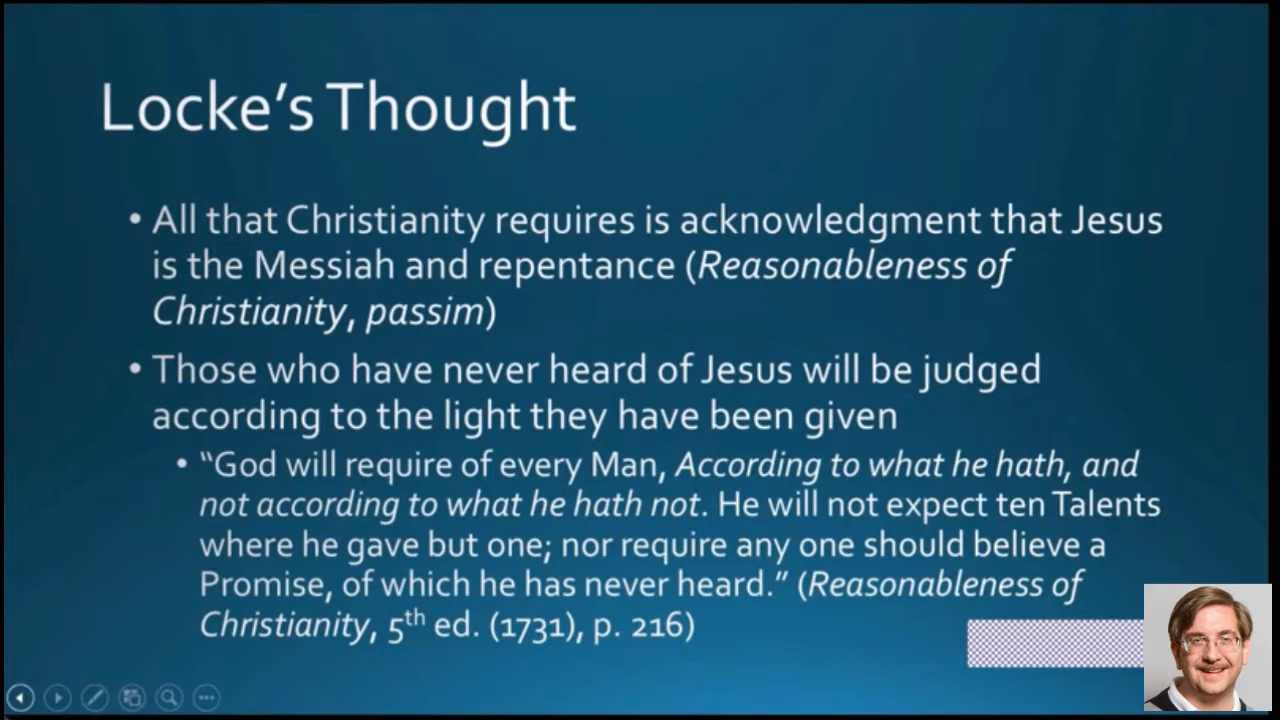 Locke’s Thought
• All that Christianity requires is acknowledgment that Jesus
is the Messiah and repentance (Reasonableness of
Christianity, passim)
• Those who have never heard of Jesus will be judged
according to the light they have been given
• “God will require of every Man, According to what he hath, and
not according to what he hath not. He will not expect ten Talents
where he gave but one; nor require any one should believe a
Promise, of which he has never heard.” (Reasonableness of
Christianity, 5th ed. (1731), p. 216)